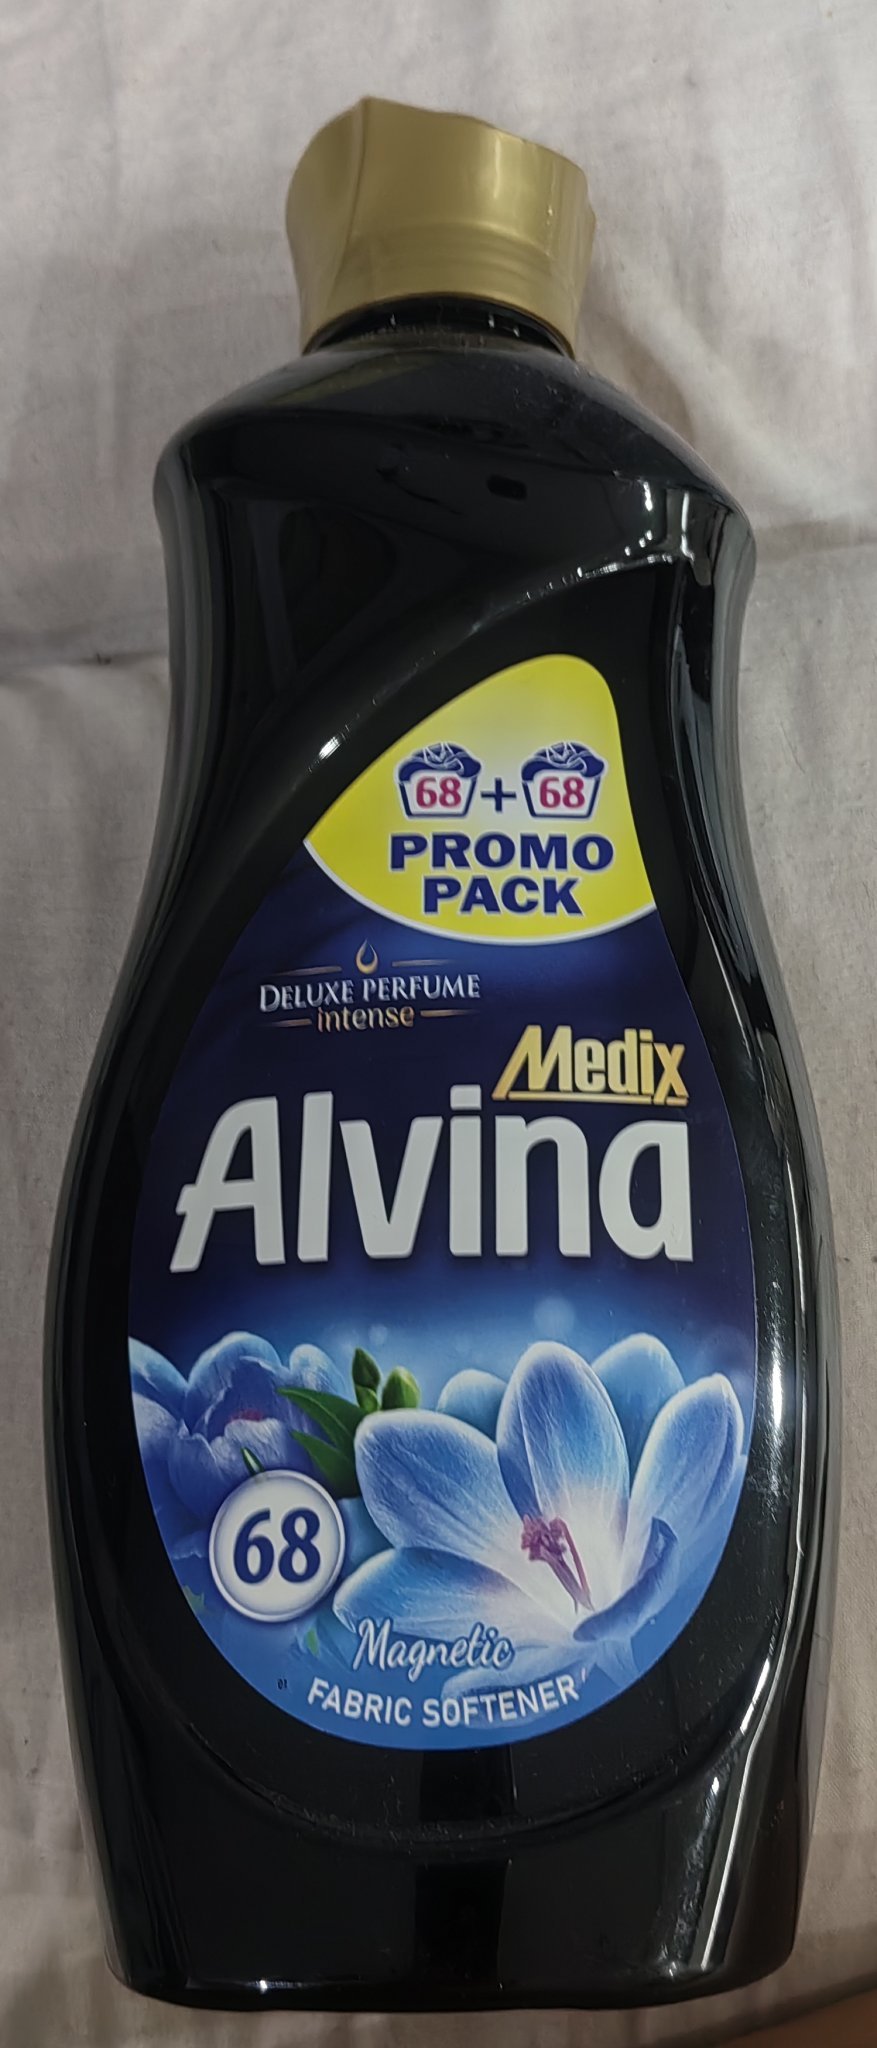 68 + 68
PROMO
PACK
DELUXE PERFUME
intense
Medix
Alvina
68
Magnetic
FABRIC SOFTENER